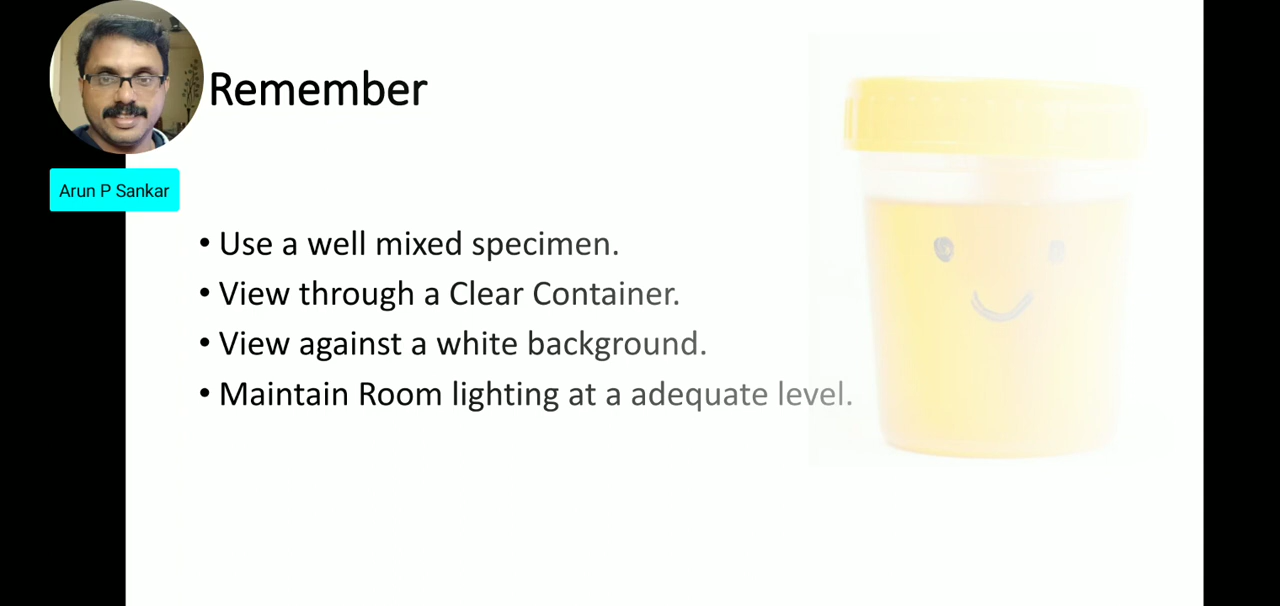 Remember
Arun P Sankar
• Use a well mixed specimen.
• View through a Clear Container.
• View against a white background.
• Maintain Room lighting at a adequate level.